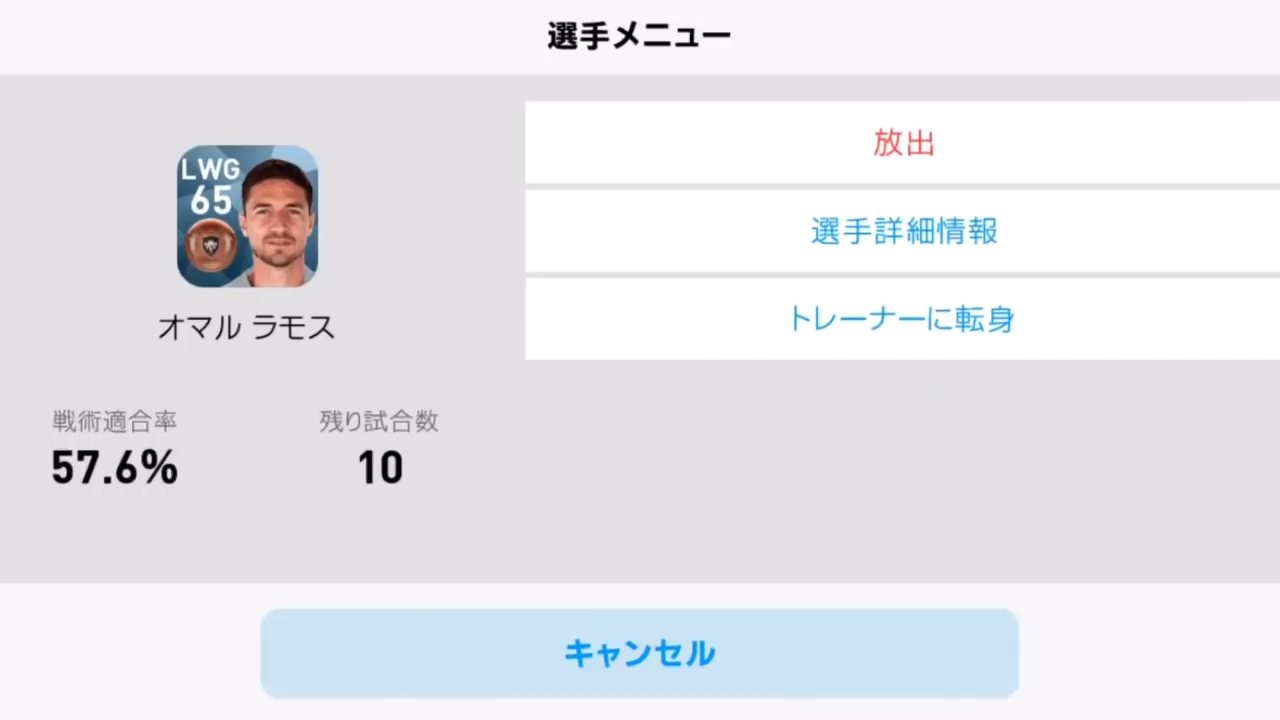 選手メニュー
LWG
65
オマル ラモス
戦術適合率
57.6%
残り試合数
10
放出
選手詳細情報
トレーナーに転身
キャンセル